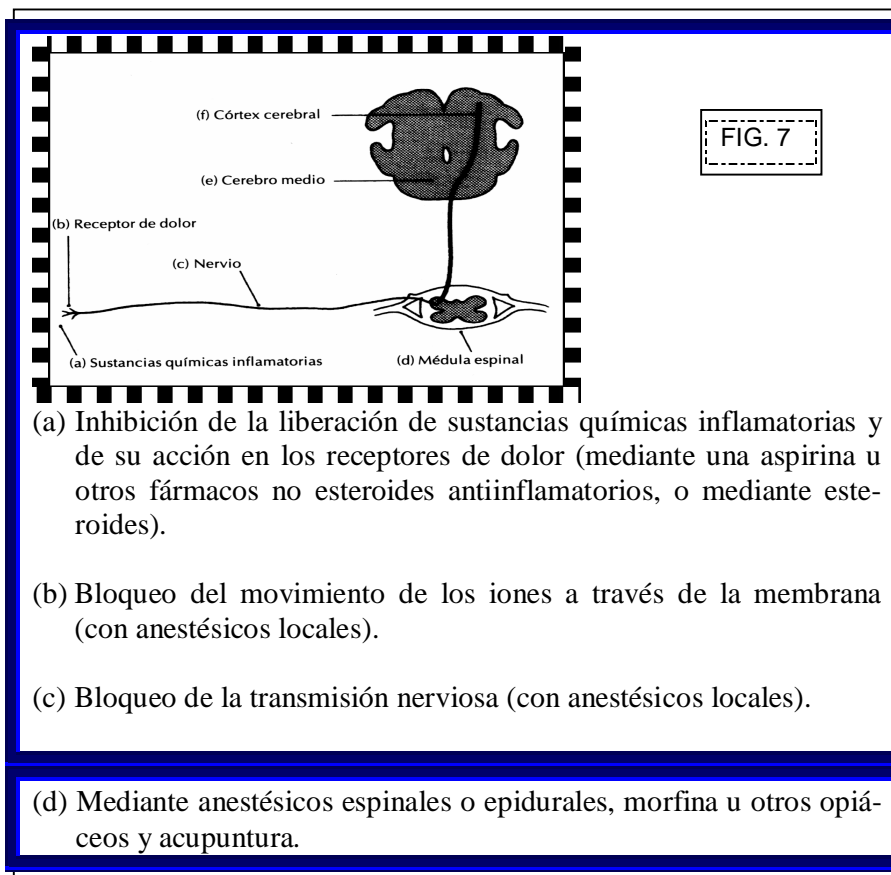 (f) Córtex cerebral
FIG. 7
(e) Cerebro medio
(b) Receptor de dolor
(c) Nervio
(a) Sustancias químicas inflamatorias
(d) Médula espinal
(a) Inhibición de la liberación de sustancias químicas inflamatorias y
de su acción en los receptores de dolor (mediante una aspirina u
otros fármacos no esteroides antiinflamatorios, o mediante este-
roides).
(b) Bloqueo del movimiento de los iones a través de la membrana
(con anestésicos locales).
(c) Bloqueo de la transmisión nerviosa (con anestésicos locales).
(d) Mediante anestésicos espinales o epidurales, morfina u otros opiá-
ceos y acupuntura.